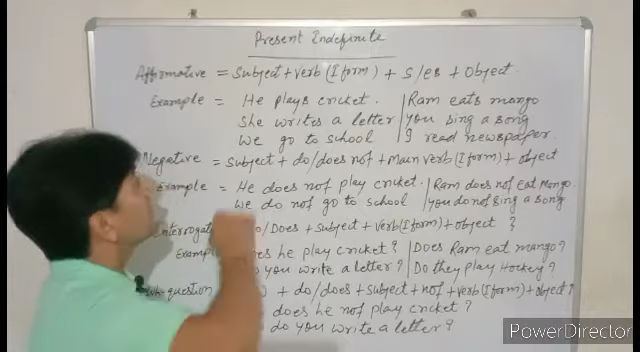 Present Indefinite
Affirmative = Subject + Verb (I form) + S/es + Object.
Example = He plays cricket. | Ram eats mango
She writes a letter | You sing a song
We go to school | I read newspaper.
Negative = Subject + do/does not + Main verb (I form) + object
Example = He does not play cricket. | Ram does not eat Mango.
We do not go to school | You do not sing a song
Interrogat /Does + Subject + Verb (I form) + object ?
Examp he play cricket? | Does Ram eat mango?
you write a letter? | Do they play Hockey?
question + do/does + Subject + not + verb (I form) + object?
does he not play cricket?
do you write a letter?
PowerDirector